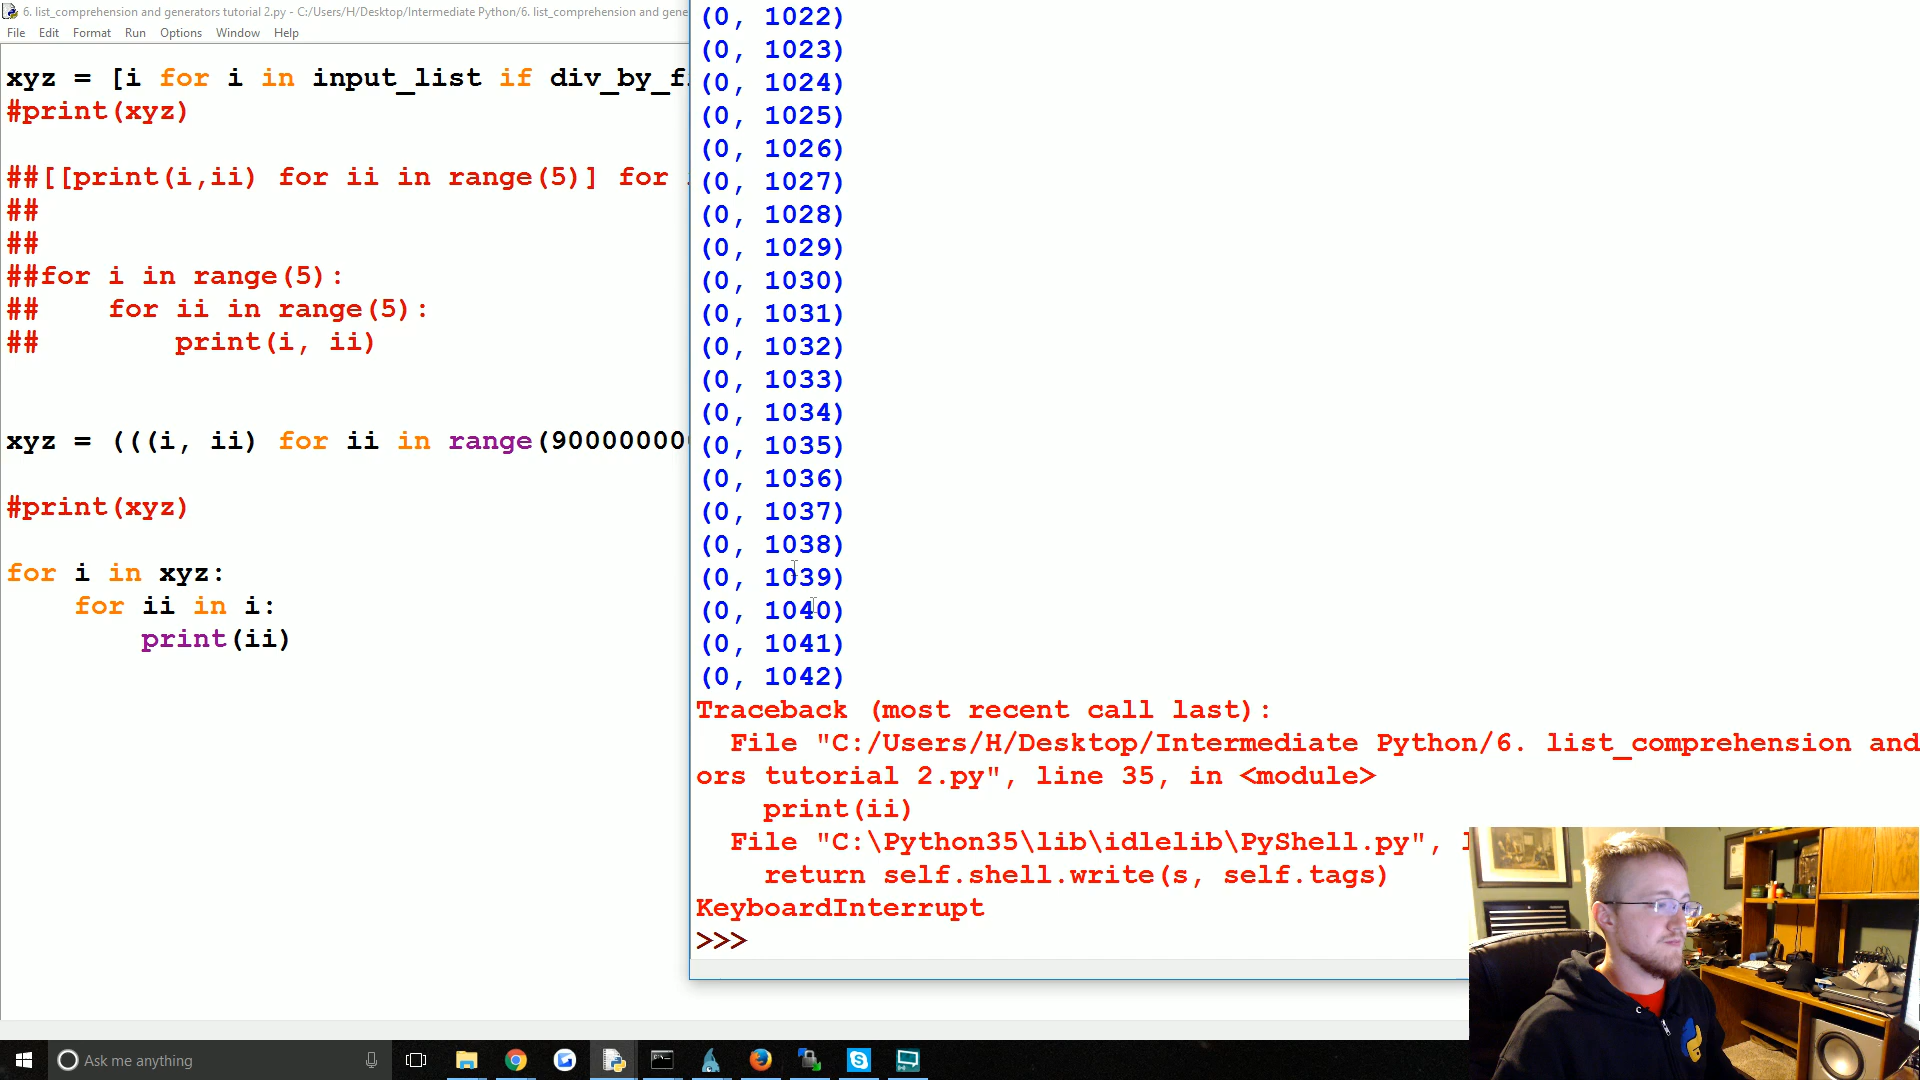 6. list_comprehension and generators tutorial 2.py - C:/Users/H/Desktop/Intermediate Python/6. list_comprehension and gene
File Edit Format Run Options Window Help
xyz = [i for i in input_list if div_by_fi
#print(xyz)
##[[print(i,ii) for ii in range(5)] for
##
##
##for i in range(5):
##    for ii in range(5):
##        print(i, ii)
xyz = (((i, ii) for ii in range(900000000
#print(xyz)
for i in xyz:
    for ii in i:
        print(ii)
(0, 1022)
(0, 1023)
(0, 1024)
(0, 1025)
(0, 1026)
(0, 1027)
(0, 1028)
(0, 1029)
(0, 1030)
(0, 1031)
(0, 1032)
(0, 1033)
(0, 1034)
(0, 1035)
(0, 1036)
(0, 1037)
(0, 1038)
(0, 1039)
(0, 1040)
(0, 1041)
(0, 1042)
Traceback (most recent call last):
  File "C:/Users/H/Desktop/Intermediate Python/6. list_comprehension and
ors tutorial 2.py", line 35, in <module>
    print(ii)
  File "C:\Python35\lib\idlelib\PyShell.py",
    return self.shell.write(s, self.tags)
KeyboardInterrupt
>>>
Ask me anything